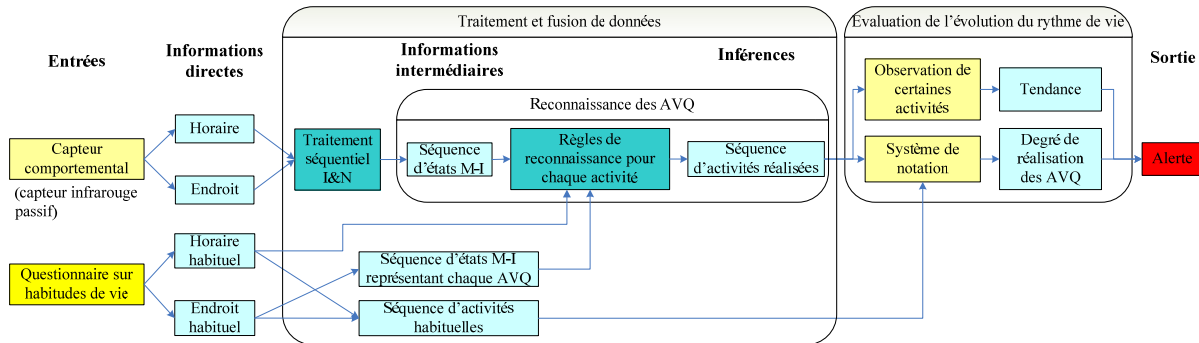 Traitement et fusion de données
Évaluation de l'évolution du rythme de vie
Entrées
Informations
directes
Informations
intermédiaires
Inférences
Sortie
Reconnaissance des AVQ
Capteur
comportemental
(capteur infrarouge
passif)
Horaire
Endroit
Traitement
séquentiel
I&N
Séquence
d'états M-I
Règles de
reconnaissance pour
chaque activité
Séquence
d'activités réalisées
Observation de
certaines
activités
Tendance
Système de
notation
Degré de
réalisation
des AVQ
Alerte
Questionnaire sur
habitudes de vie
Horaire
habituel
Endroit
habituel
Séquence d'états M-I
représentant chaque AVQ
Séquence d'activités
habituelles